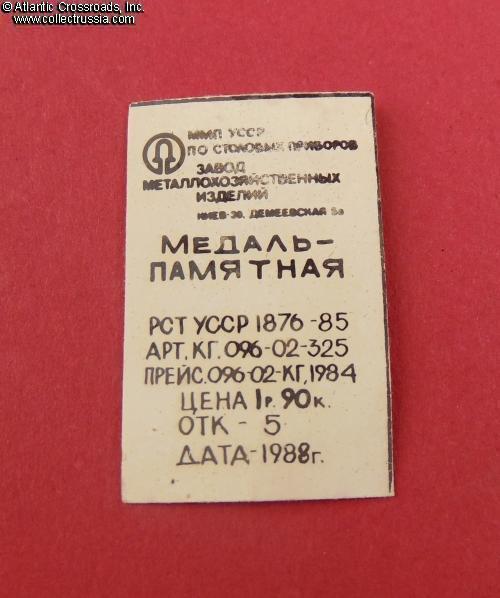 © Atlantic Crossroads, Inc.
www.collectrussia.com
ММП УССР
ПО СТОЛОВЫХ ПРИБОРОВ
ЗАВОД
МЕТАЛЛОХОЗЯЙСТВЕННЫХ
ИЗДЕЛИЙ
КИЕВ-39, ДЕМЕЕВСКАЯ 5а
МЕДАЛЬ-
ПАМЯТНАЯ
РСТ УССР 1876-85
АРТ. КГ. 096-02-325
ПРЕЙС. 096-02-КГ, 1984
ЦЕНА 1р. 90к.
ОТК - 5
ДАТА-1988г.